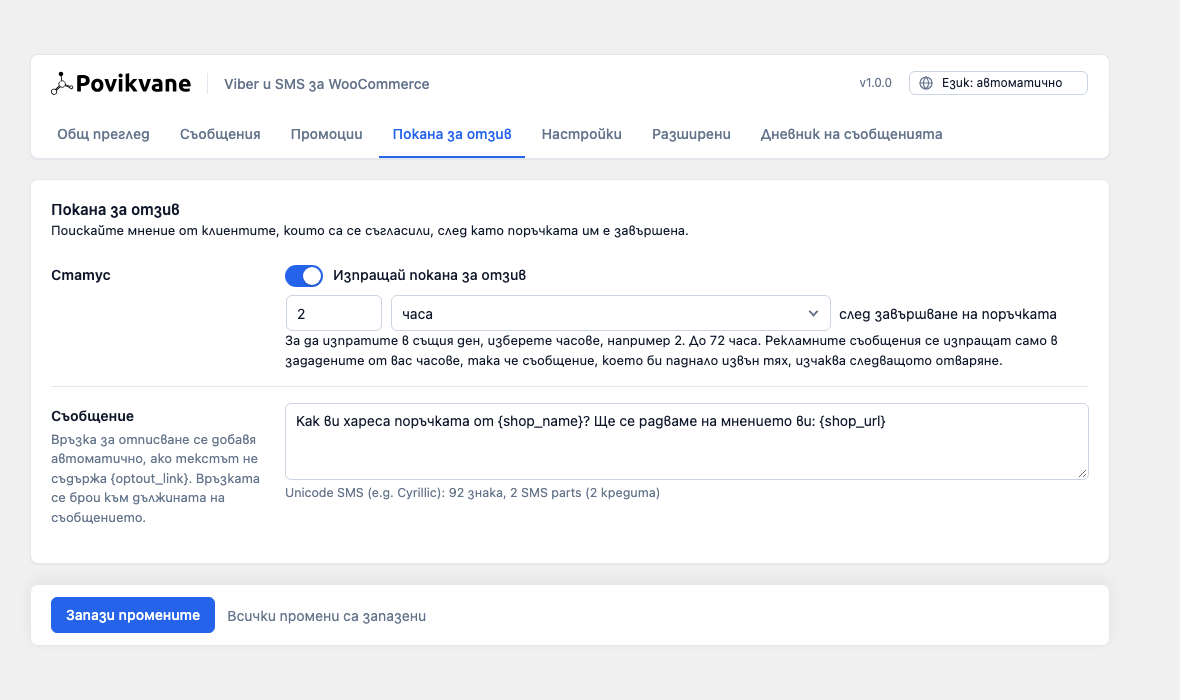 Povikvane
Viber и SMS за WooCommerce
v1.0.0
Език: автоматично
Общ преглед
Съобщения
Промоции
Покана за отзив
Настройки
Разширени
Дневник на съобщенията
Покана за отзив
Поискайте мнение от клиентите, които са се съгласили, след като поръчката им е завършена.
Статус
Изпращай покана за отзив
2
часа
след завършване на поръчката
За да изпратите в същия ден, изберете часове, например 2. До 72 часа. Рекламните съобщения се изпращат само в
зададените от вас часове, така че съобщение, което би паднало извън тях, изчаква следващото отваряне.
Съобщение
Връзка за отписване се добавя
автоматично, ако текстът не
съдържа {optout_link}. Връзката
се брои към дължината на
съобщението.
Как ви хареса поръчката от {shop_name}? Ще се радваме на мнението ви: {shop_url}
Unicode SMS (e.g. Cyrillic): 92 знака, 2 SMS parts (2 кредита)
Запази промените
Всички промени са запазени